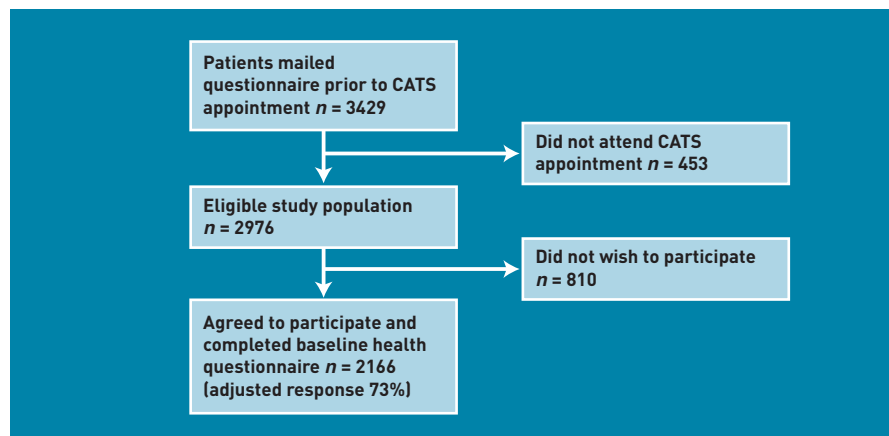 Patients mailed
questionnaire prior to CATS
appointment n = 3429
Did not attend CATS
appointment n = 453
Eligible study population
n = 2976
Did not wish to participate
n = 810
Agreed to participate and
completed baseline health
questionnaire n = 2166
(adjusted response 73%)